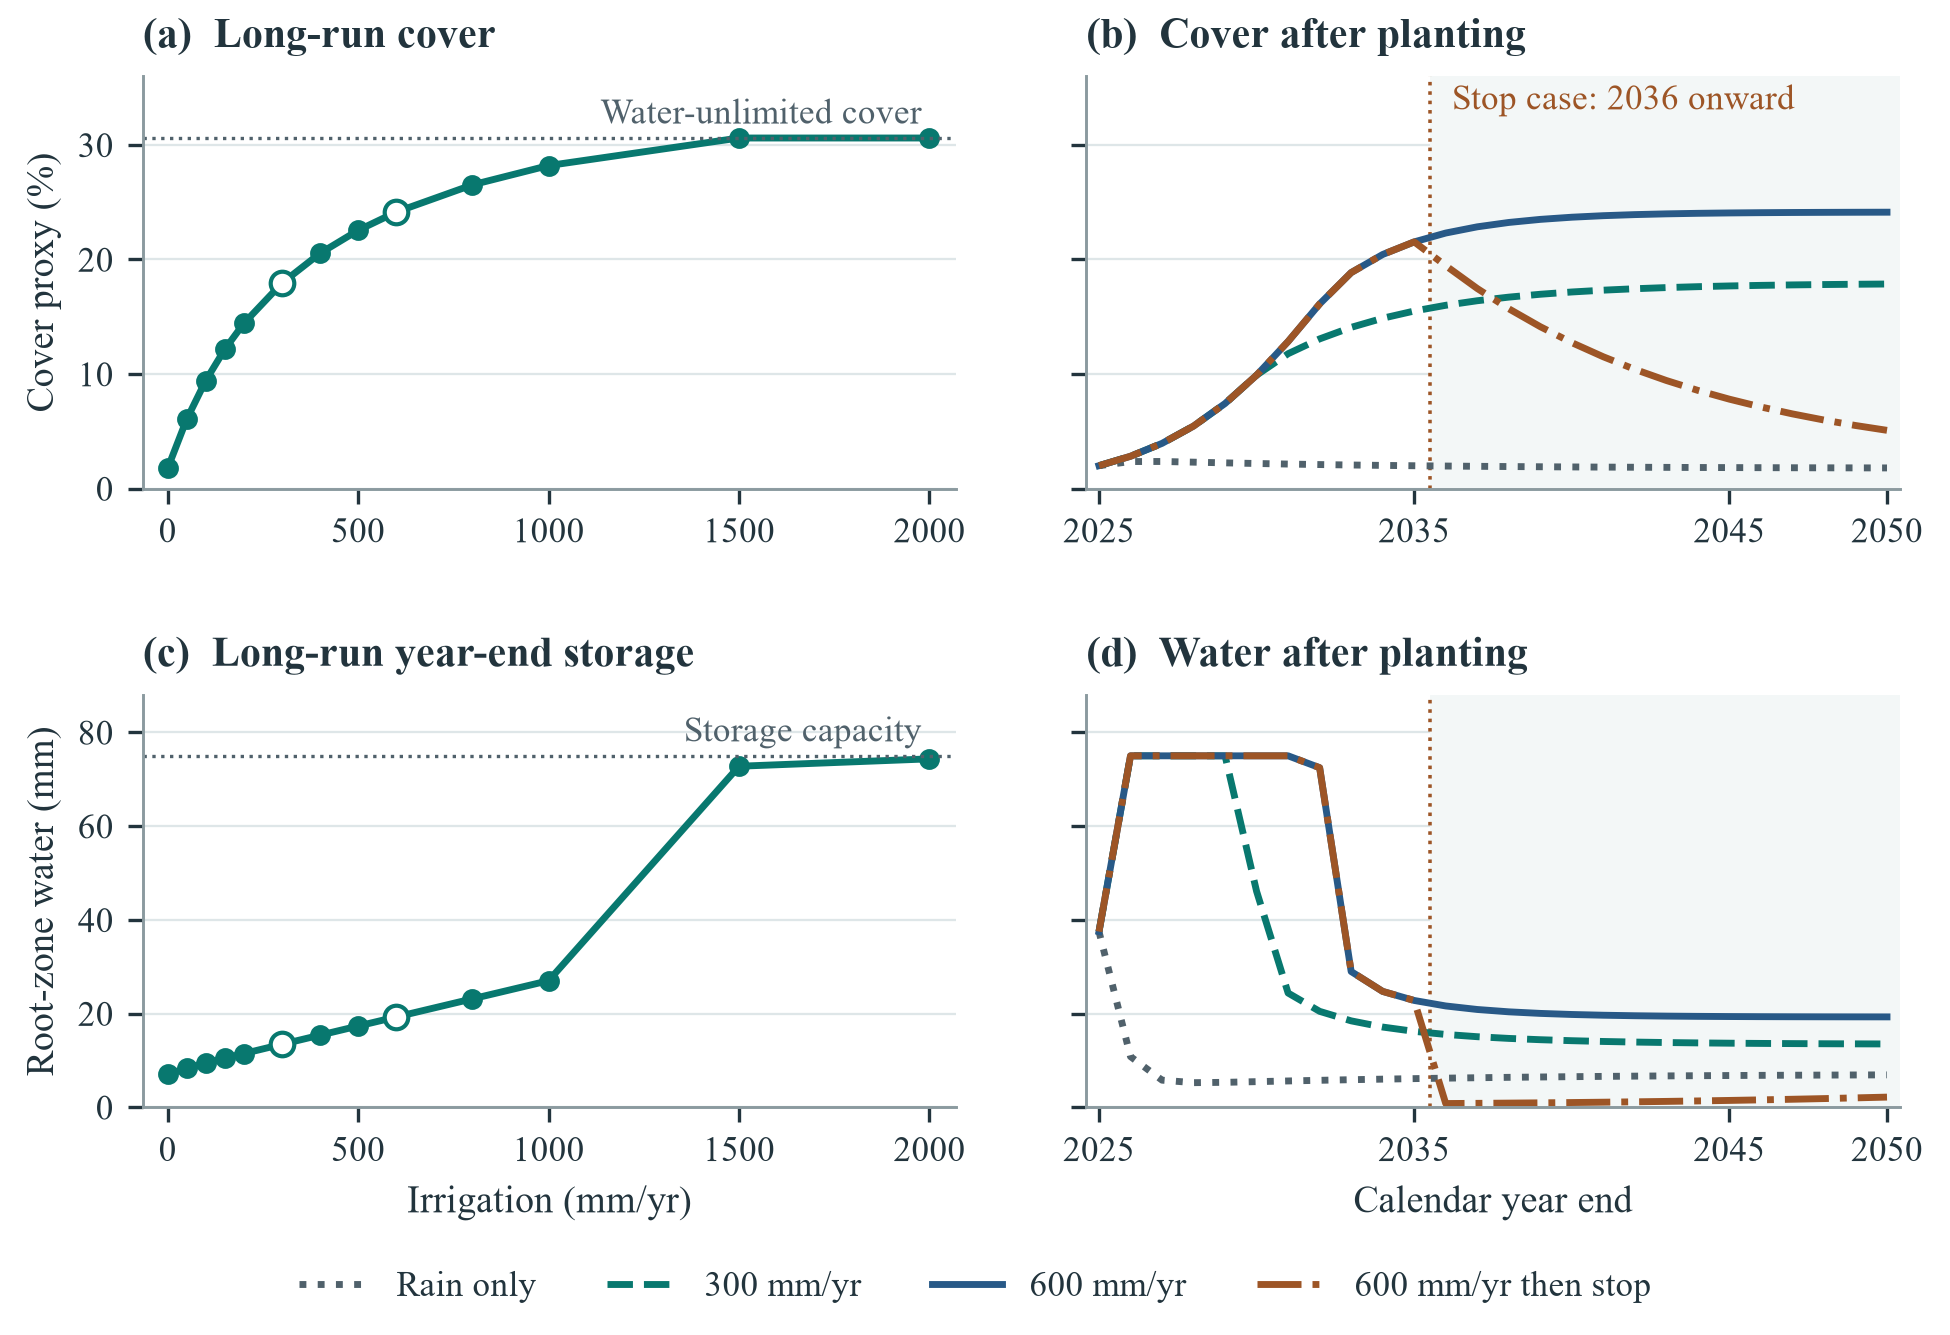 (a) Long-run cover
Water-unlimited cover
Cover proxy (%)
30
20
10
0
0 500 1000 1500 2000
(b) Cover after planting
Stop case: 2036 onward
2025 2035 2045 2050
(c) Long-run year-end storage
Storage capacity
Root-zone water (mm)
80
60
40
20
0
0 500 1000 1500 2000
Irrigation (mm/yr)
(d) Water after planting
2025 2035 2045 2050
Calendar year end
Rain only 300 mm/yr 600 mm/yr 600 mm/yr then stop